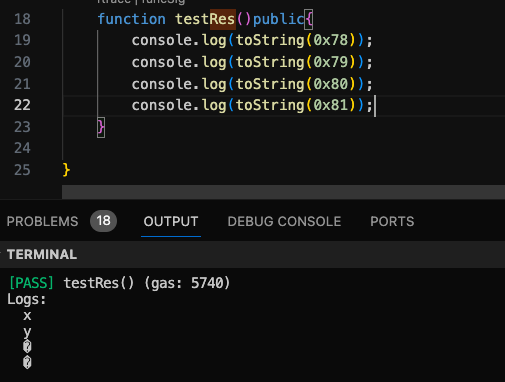 18 function testRes()public{
19 console.log(toString(0x78));
20 console.log(toString(0x79));
21 console.log(toString(0x80));
22 console.log(toString(0x81));
23 }
24
25 }
PROBLEMS 18 OUTPUT DEBUG CONSOLE PORTS
TERMINAL
[PASS] testRes() (gas: 5740)
Logs:
x
y
�
�